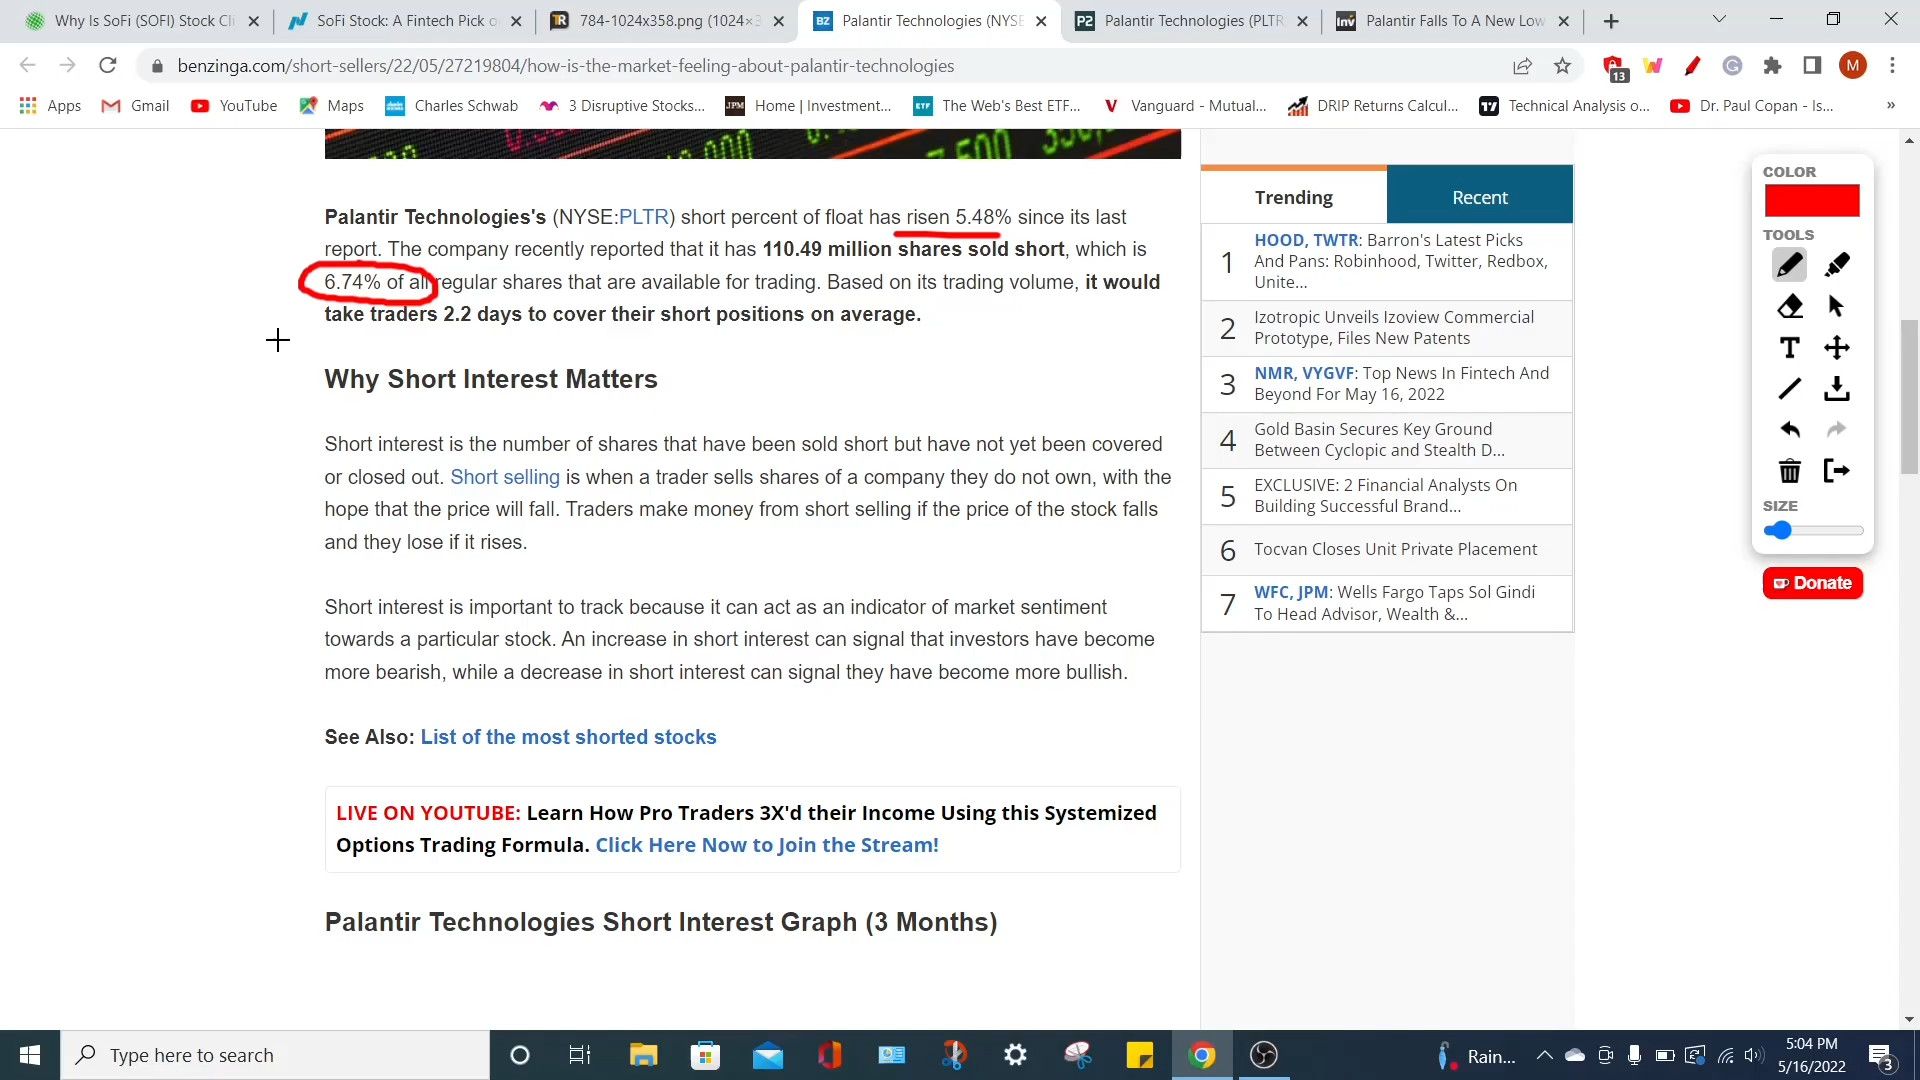 Why Is SoFi (SOFI) Stock Cli
SoFi Stock: A Fintech Pick o
784-1024x358.png (1024×3
Palantir Technologies (NYSE
Palantir Technologies (PLTR
Palantir Falls To A New Low
benzinga.com/short-sellers/22/05/27219804/how-is-the-market-feeling-about-palantir-technologies
13
M
Apps
Gmail
YouTube
Maps
Charles Schwab
3 Disruptive Stocks...
JPM Home | Investment...
ETF The Web's Best ETF...
Vanguard - Mutual...
DRIP Returns Calcul...
Technical Analysis o...
Dr. Paul Copan - Is...
»
Palantir Technologies's (NYSE:PLTR) short percent of float has risen 5.48% since its last
report. The company recently reported that it has 110.49 million shares sold short, which is
6.74% of all regular shares that are available for trading. Based on its trading volume, it would
take traders 2.2 days to cover their short positions on average.
Why Short Interest Matters
Short interest is the number of shares that have been sold short but have not yet been covered
or closed out. Short selling is when a trader sells shares of a company they do not own, with the
hope that the price will fall. Traders make money from short selling if the price of the stock falls
and they lose if it rises.
Short interest is important to track because it can act as an indicator of market sentiment
towards a particular stock. An increase in short interest can signal that investors have become
more bearish, while a decrease in short interest can signal they have become more bullish.
See Also: List of the most shorted stocks
LIVE ON YOUTUBE: Learn How Pro Traders 3X'd their Income Using this Systemized
Options Trading Formula. Click Here Now to Join the Stream!
Palantir Technologies Short Interest Graph (3 Months)
Trending
Recent
1
HOOD, TWTR: Barron's Latest Picks
And Pans: Robinhood, Twitter, Redbox,
Unite...
2
Izotropic Unveils Izoview Commercial
Prototype, Files New Patents
3
NMR, VYGVF: Top News In Fintech And
Beyond For May 16, 2022
4
Gold Basin Secures Key Ground
Between Cyclopic and Stealth D...
5
EXCLUSIVE: 2 Financial Analysts On
Building Successful Brand...
6
Tocvan Closes Unit Private Placement
7
WFC, JPM: Wells Fargo Taps Sol Gindi
To Head Advisor, Wealth &...
COLOR
TOOLS
SIZE
Donate
Type here to search
Rain...
5:04 PM
5/16/2022
3